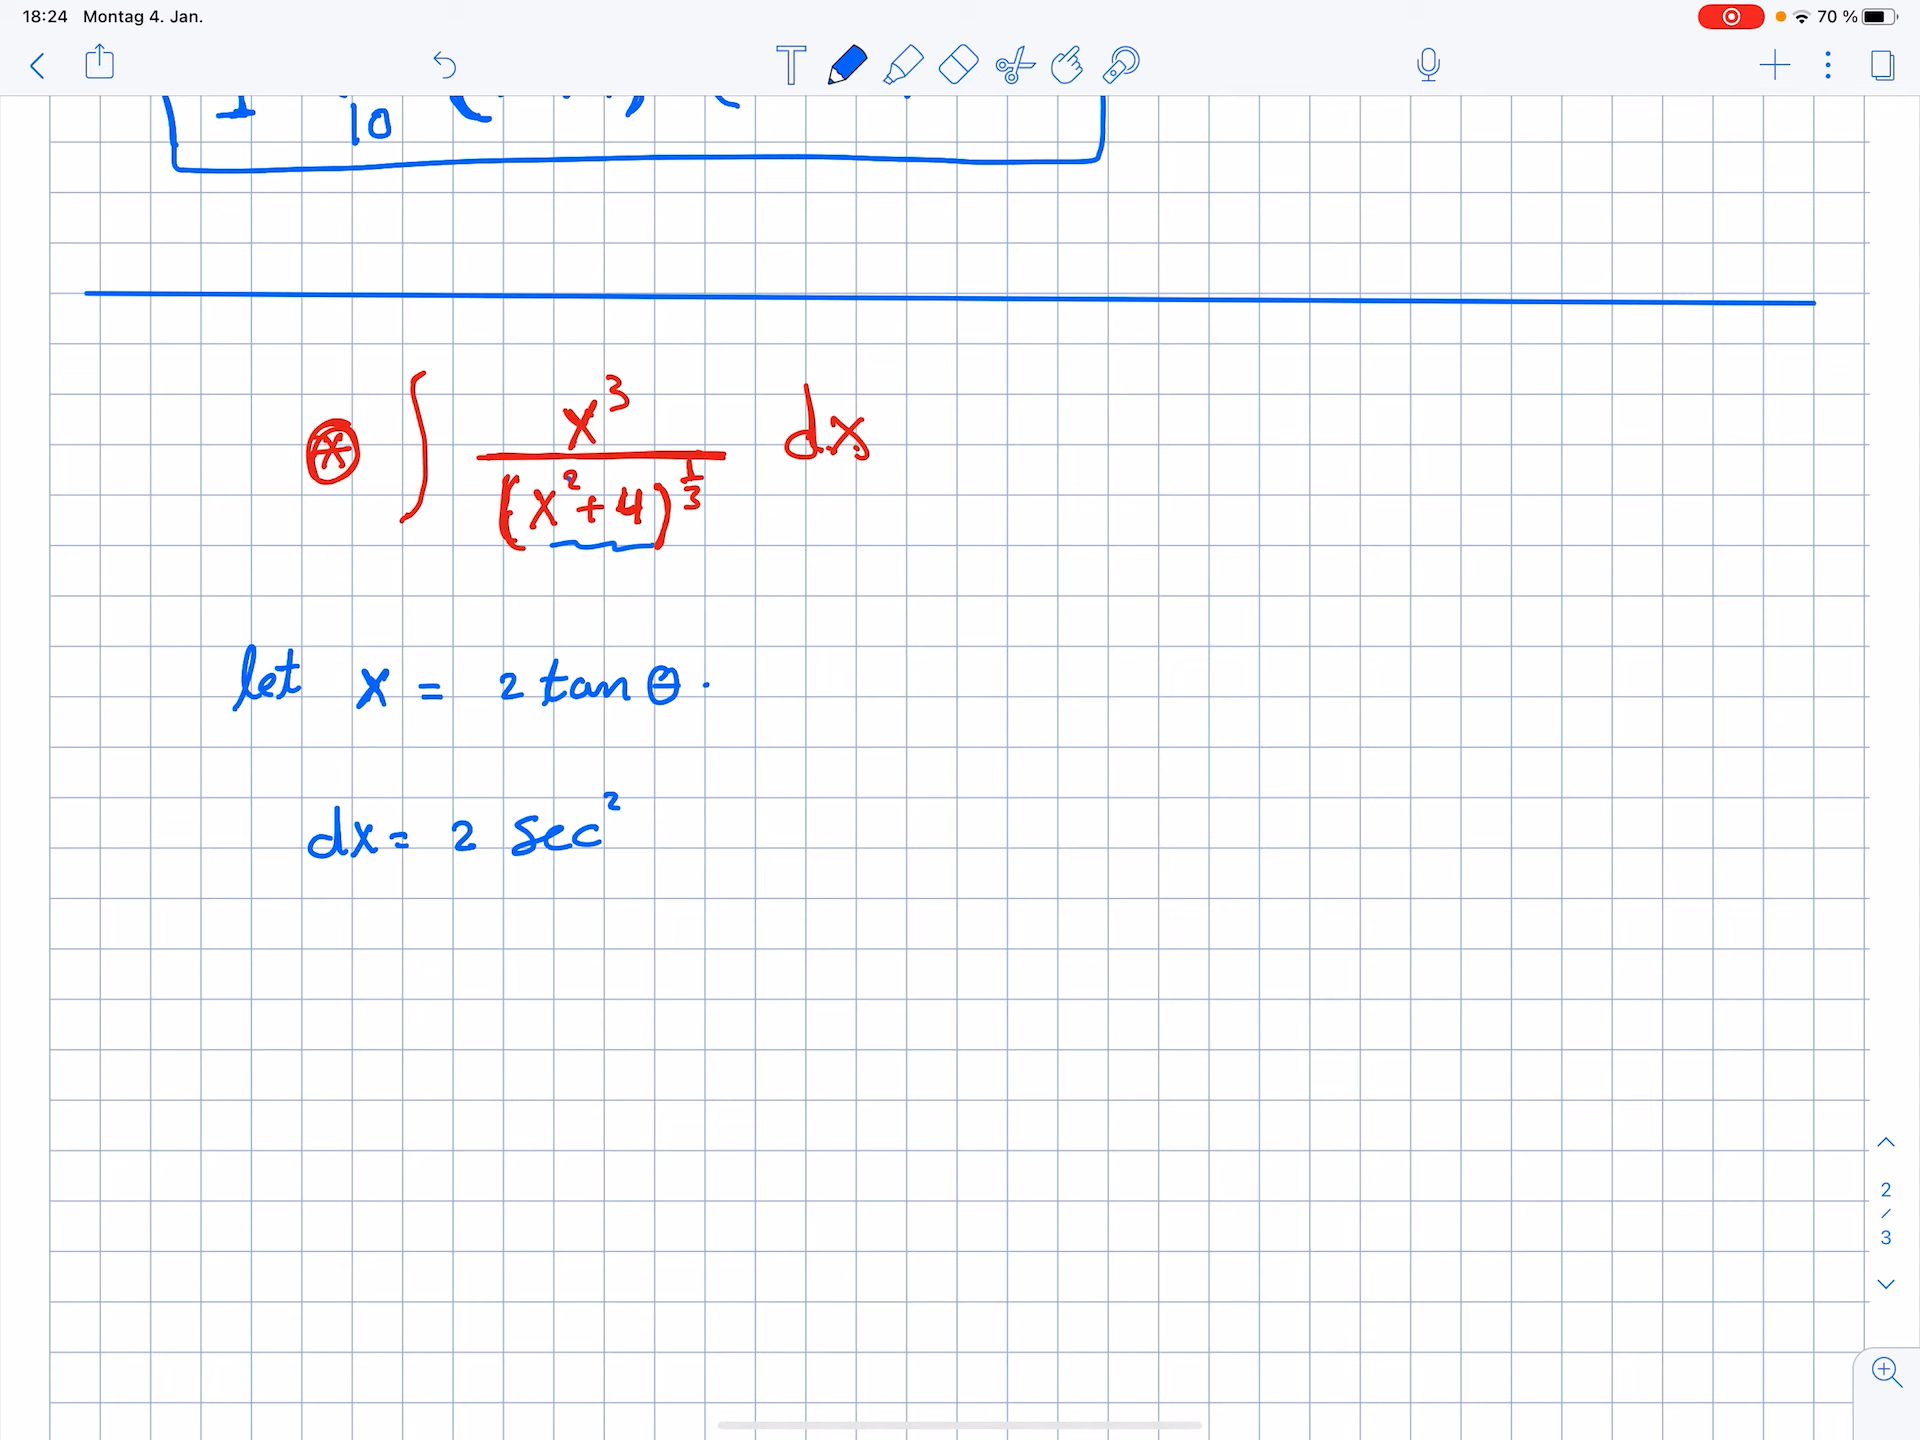 18:24 Montag 4. Jan. 70 %
T
10
⊛ ∫ x³ / (x² + 4)^(1/3) dx
let x = 2 tan θ.
dx = 2 sec²
2
/
3